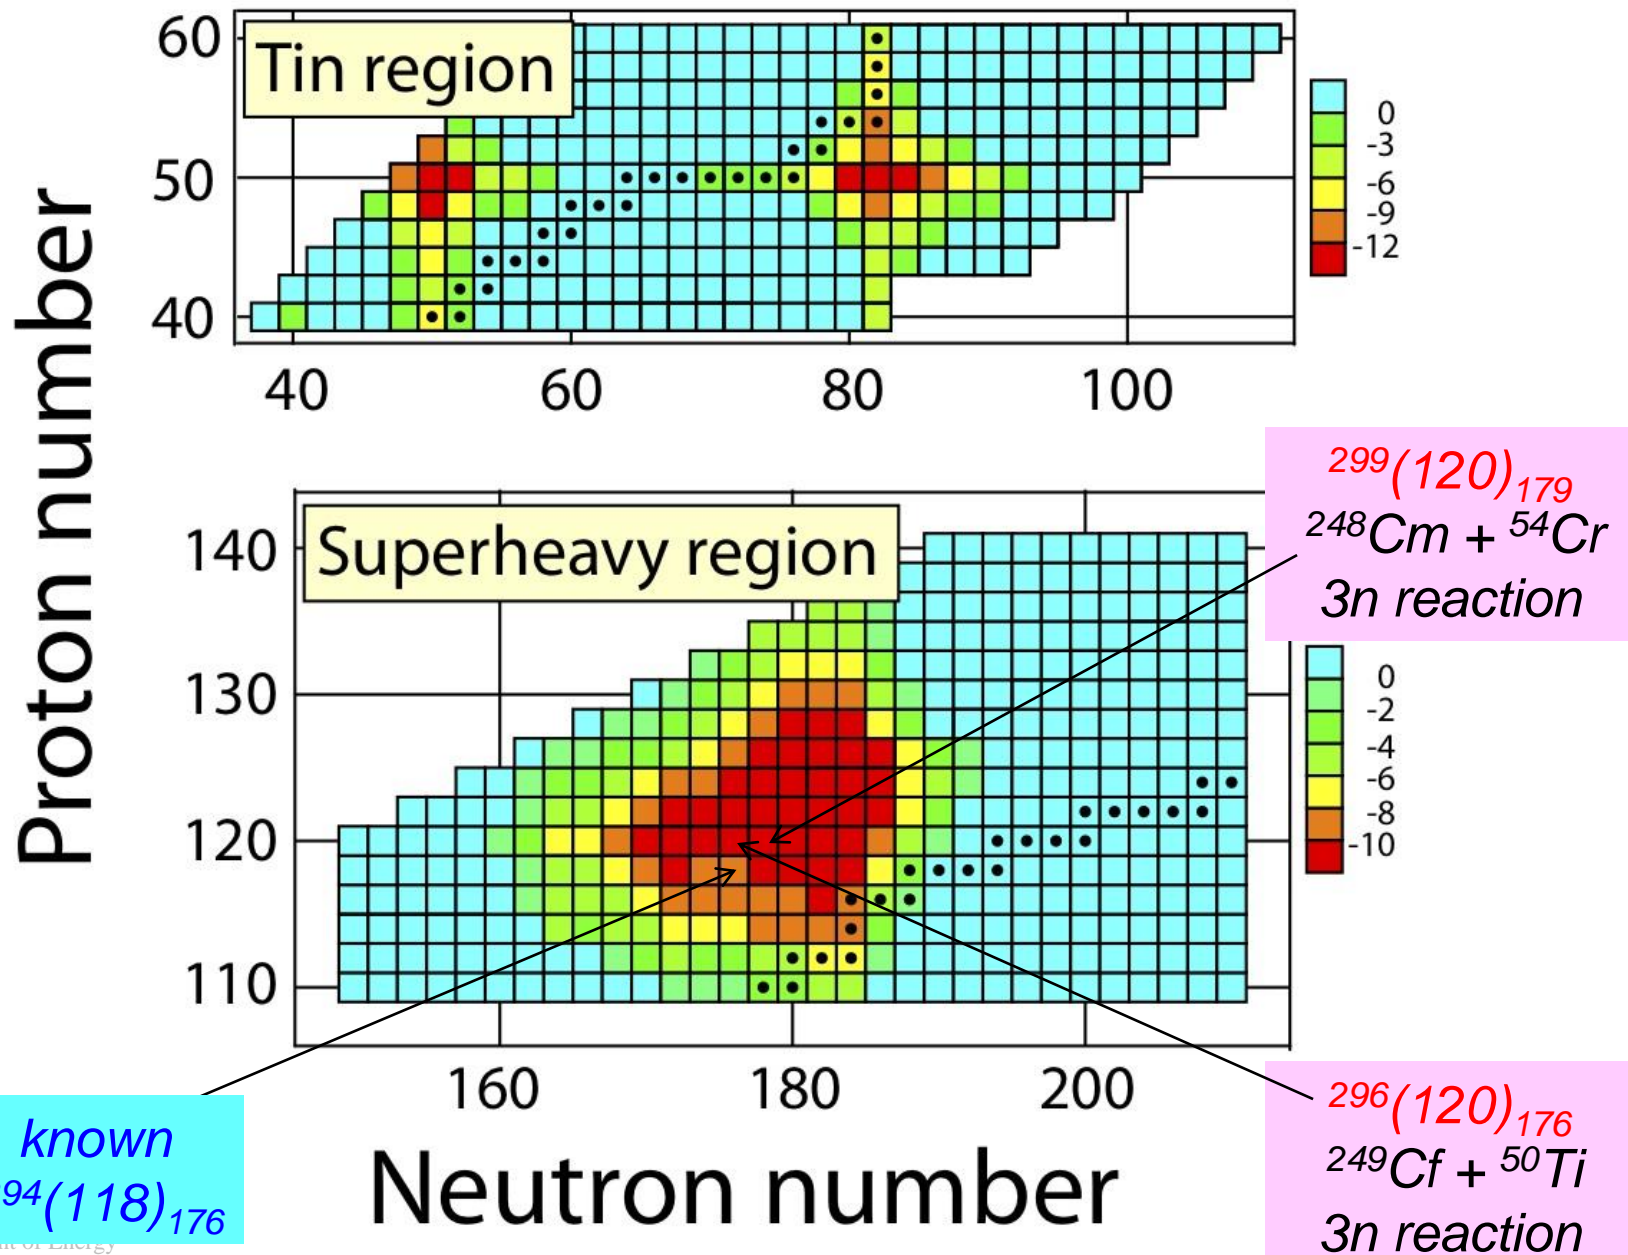 Proton number
60
50
40
Tin region
40 60 80 100
0
-3
-6
-9
-12
299(120)179
248Cm + 54Cr
3n reaction
Superheavy region
140
130
120
110
0
-2
-4
-6
-8
-10
160 180 200
Neutron number
known
94(118)176
296(120)176
249Cf + 50Ti
3n reaction
of Energy